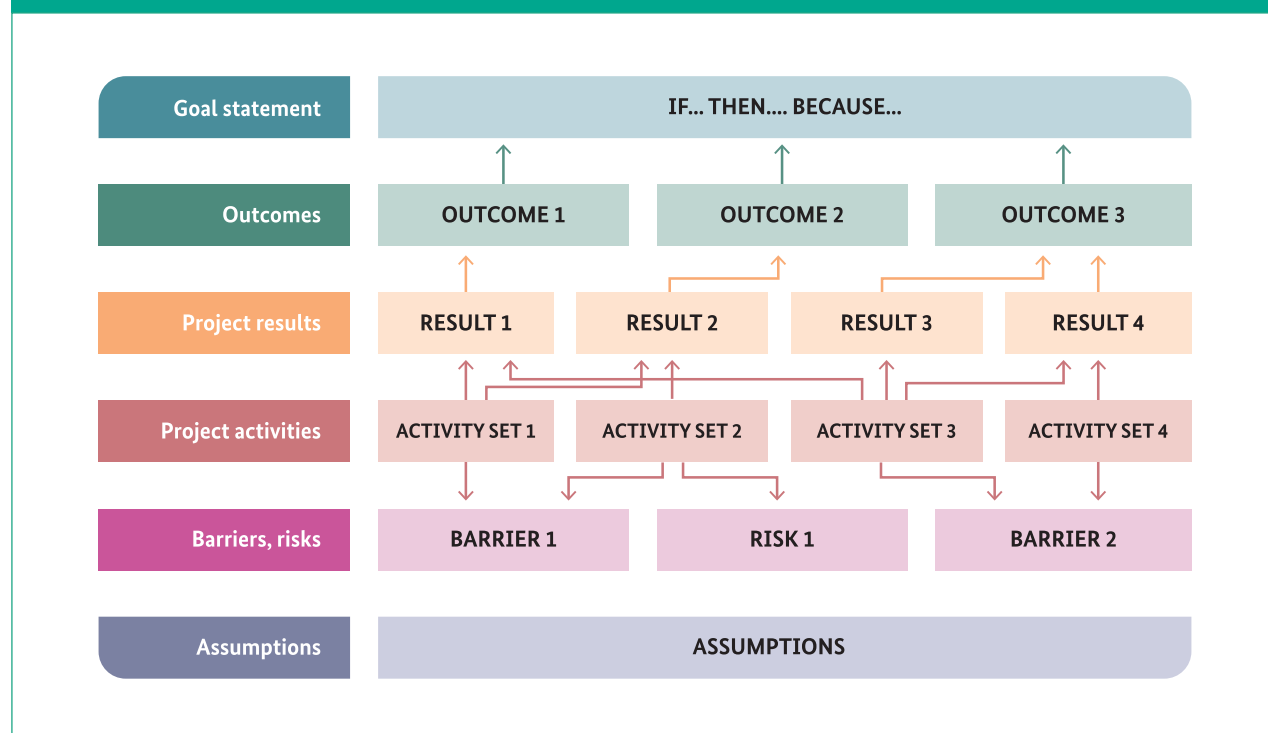 Goal statement
IF... THEN.... BECAUSE...
Outcomes
OUTCOME 1
OUTCOME 2
OUTCOME 3
Project results
RESULT 1
RESULT 2
RESULT 3
RESULT 4
Project activities
ACTIVITY SET 1
ACTIVITY SET 2
ACTIVITY SET 3
ACTIVITY SET 4
Barriers, risks
BARRIER 1
RISK 1
BARRIER 2
Assumptions
ASSUMPTIONS